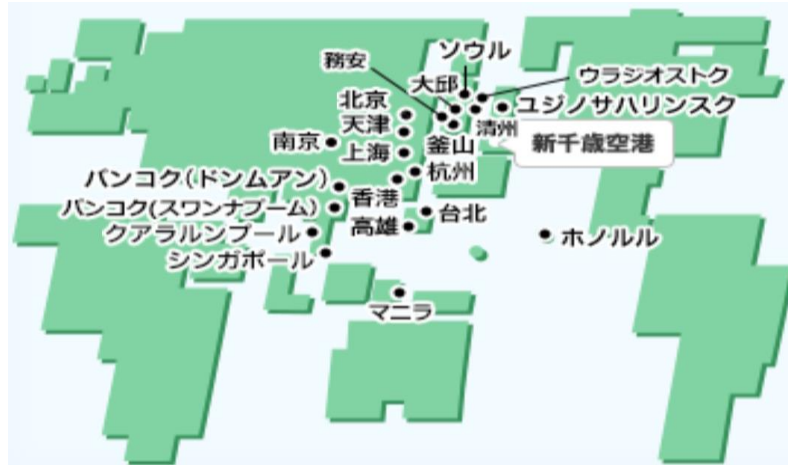 ソウル
務安
大邱
ウラジオストク
北京
ユジノサハリンスク
天津
清州
南京
上海
釜山
新千歳空港
バンコク(ドンムアン)
杭州
香港
バンコク(スワンナプーム)
台北
高雄
クアラルンプール
ホノルル
シンガポール
マニラ